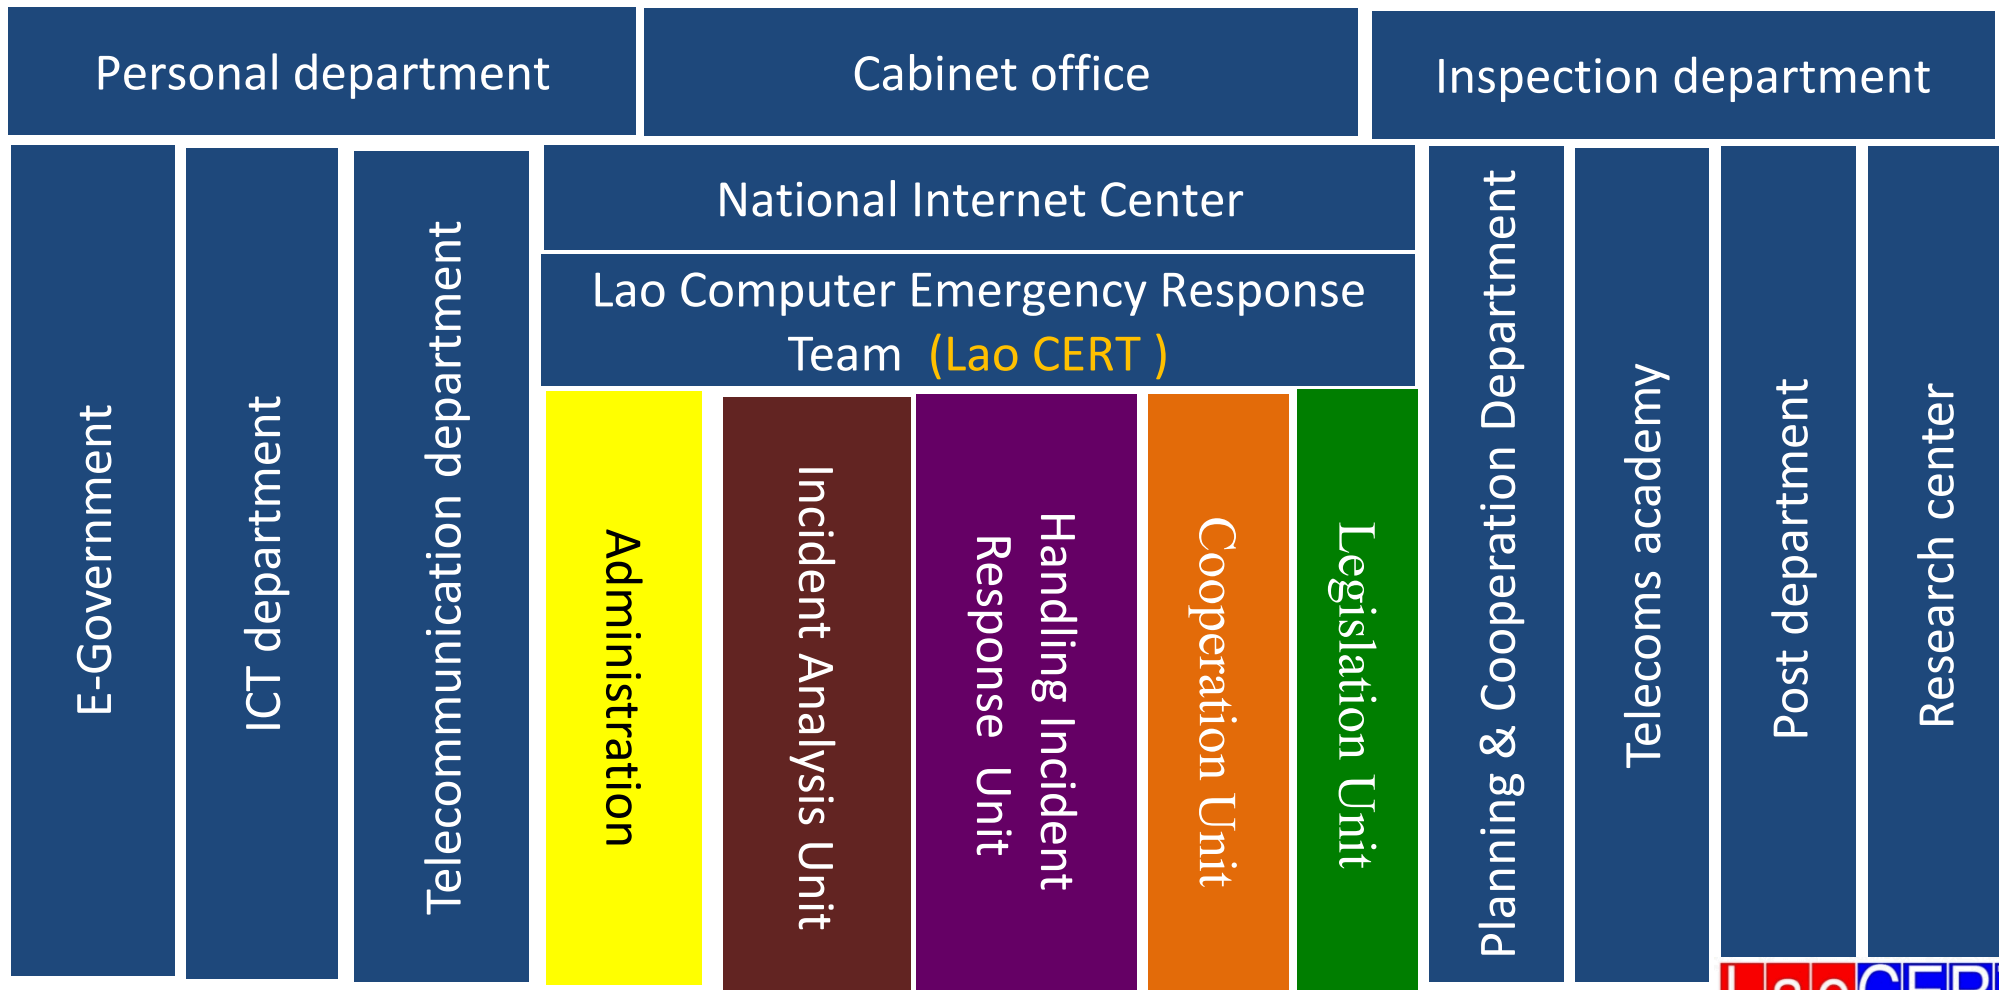 Personal department
Cabinet office
Inspection department
E-Government
ICT department
Telecommunication department
National Internet Center
Lao Computer Emergency Response
Team (Lao CERT )
Administration
Incident Analysis Unit
Handling Incident
Response Unit
Cooperation Unit
Legislation Unit
Planning & Cooperation Department
Telecoms academy
Post department
Research center
LaoCERT